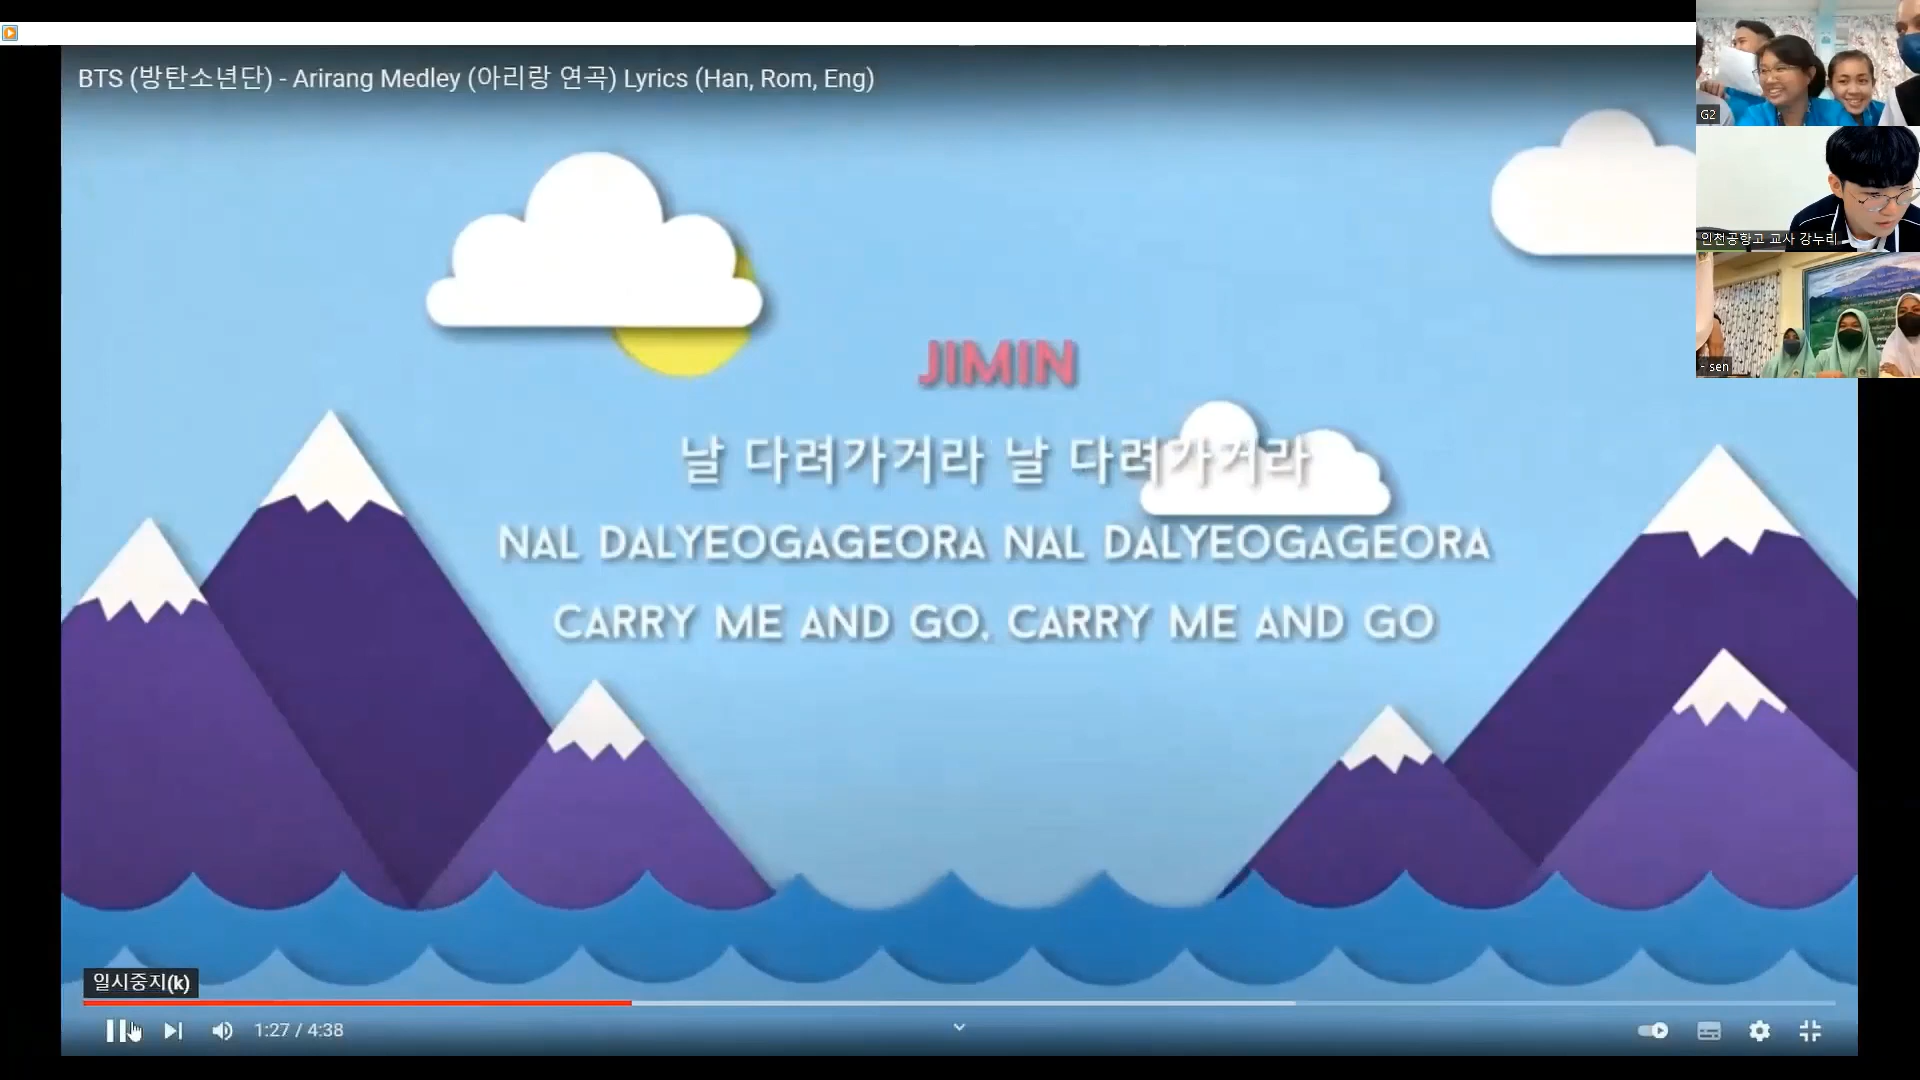 BTS (방탄소년단) - Arirang Medley (아리랑 연곡) Lyrics (Han, Rom, Eng)
G2
인천공항고 교사 강누리
- sen
JIMIN
날 다려가거라 날 다려가거라
NAL DALYEOGAGEORA NAL DALYEOGAGEORA
CARRY ME AND GO, CARRY ME AND GO
일시중지(k)
1:27 / 4:38